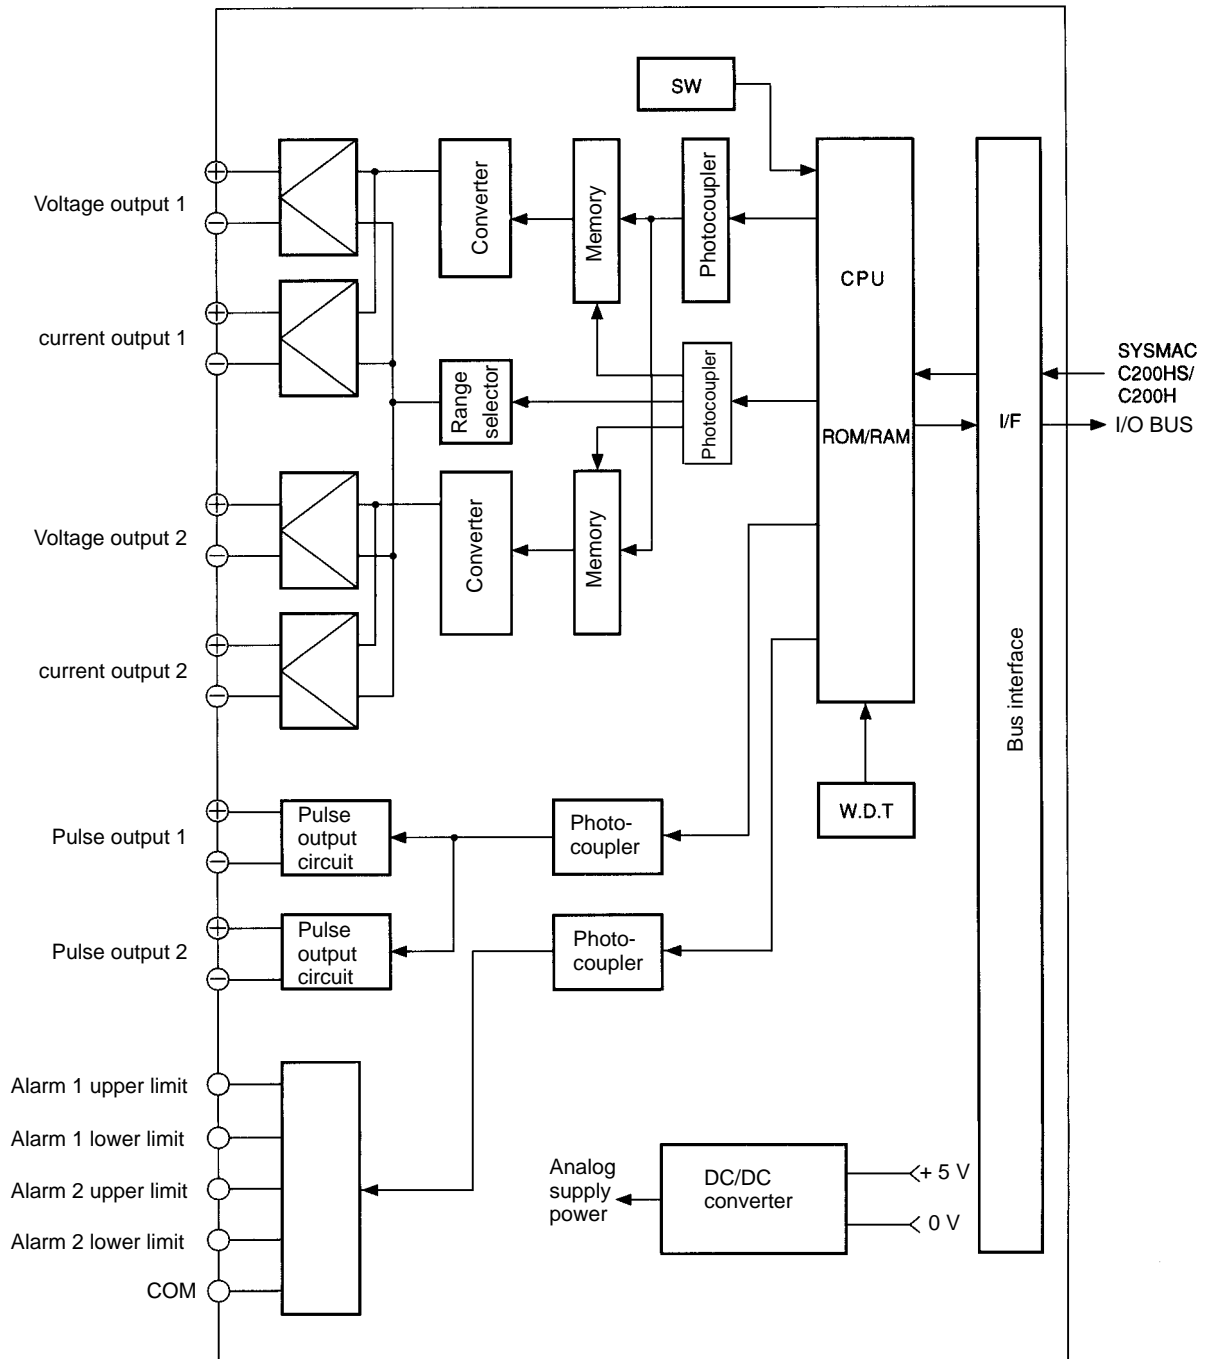 SW
Voltage output 1
Converter
Memory
Photocoupler
CPU
current output 1
Range
selector
Photocoupler
ROM/RAM
I/F
SYSMAC
C200HS/
C200H
I/O BUS
Voltage output 2
Converter
Memory
current output 2
Bus interface
W.D.T
Pulse output 1
Pulse
output
circuit
Photo-
coupler
Pulse output 2
Pulse
output
circuit
Photo-
coupler
Alarm 1 upper limit
Alarm 1 lower limit
Alarm 2 upper limit
Alarm 2 lower limit
COM
Analog
supply
power
DC/DC
converter
+ 5 V
0 V